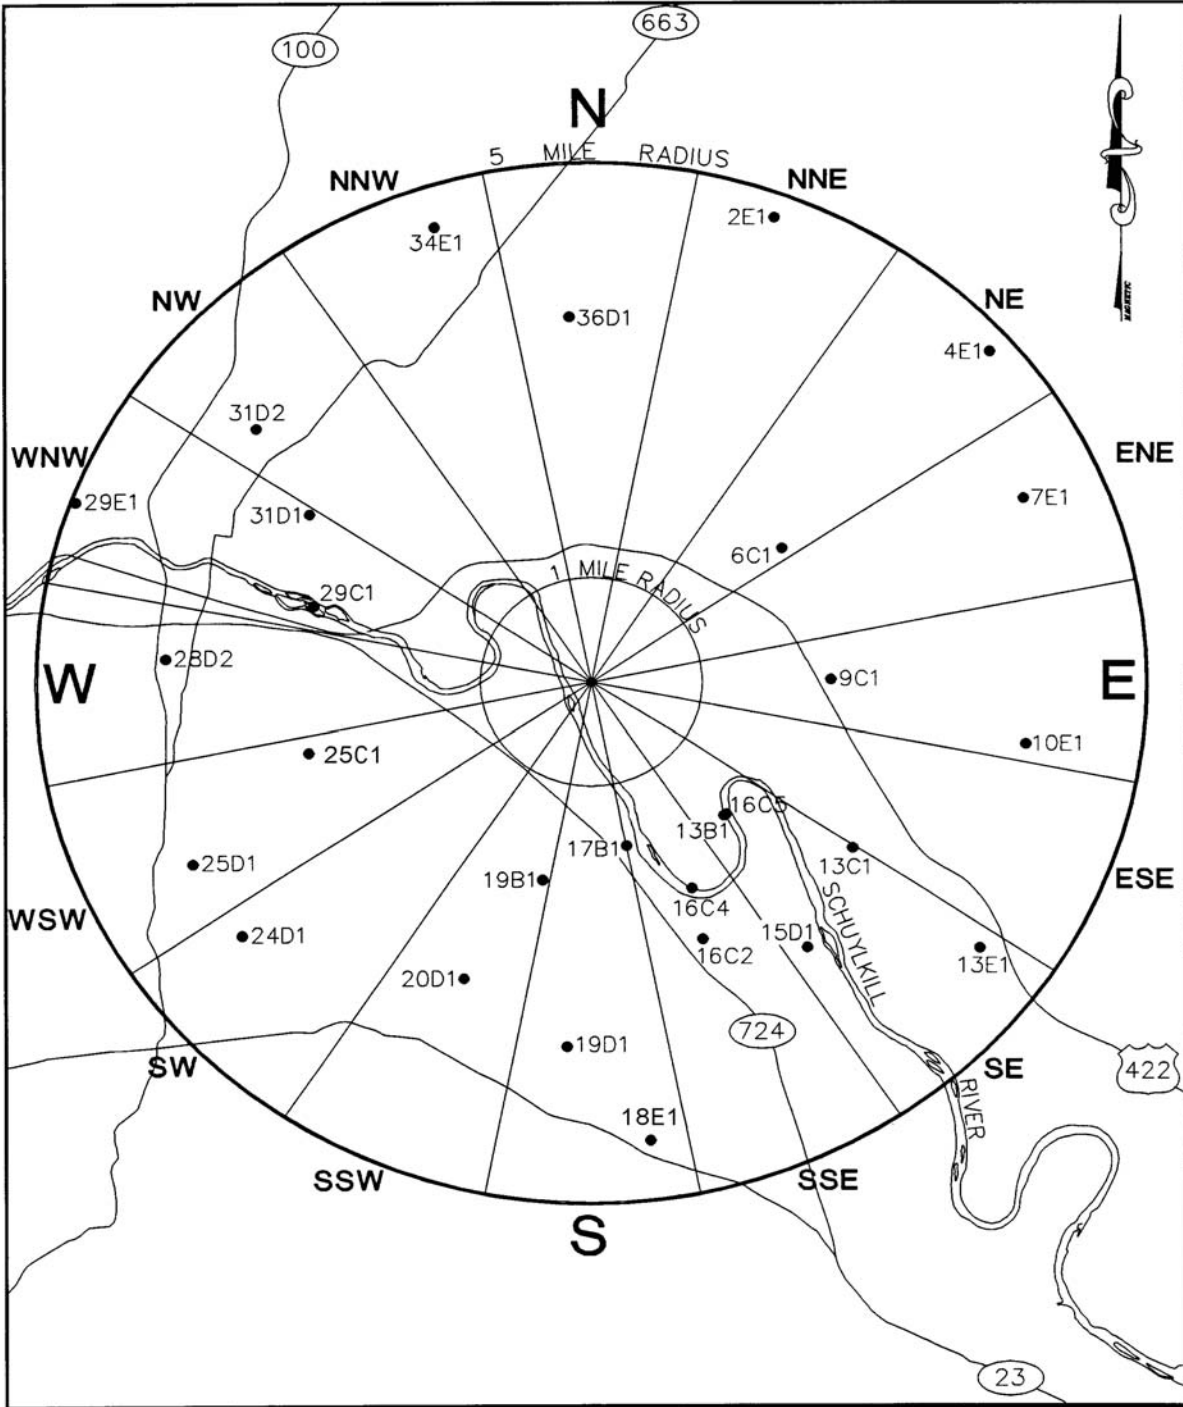 663
100
N
5 MILE RADIUS
NNW
NNE
2E1
34E1
NW
NE
36D1
4E1
MAGNETIC
31D2
WNW
ENE
29E1
7E1
31D1
6C1
1 MILE RADIUS
29C1
28D2
W
9C1
E
10E1
25C1
16C5
13B1
17B1
13C1
25D1
19B1
ESE
16C4
SCHUYLKILL
WSW
24D1
15D1
16C2
13E1
20D1
724
19D1
SW
SE
422
RIVER
18E1
SSW
SSE
S
23